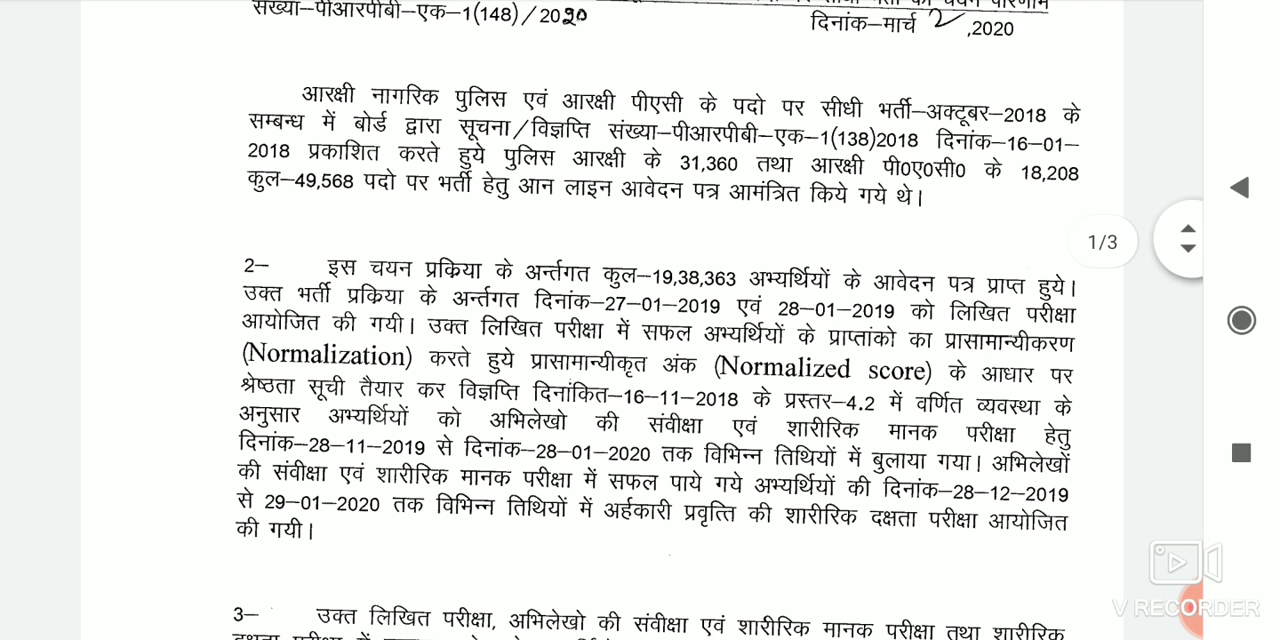 संख्या–पीआरपीबी–एक–1(148)/2020
दिनांक–मार्च 2 ,2020
आरक्षी नागरिक पुलिस एवं आरक्षी पीएसी के पदो पर सीधी भर्ती–अक्टूबर–2018 के
सम्बन्ध में बोर्ड द्वारा सूचना/विज्ञप्ति संख्या–पीआरपीबी–एक–1(138)2018 दिनांक–16–01–
2018 प्रकाशित करते हुये पुलिस आरक्षी के 31,360 तथा आरक्षी पी0ए0सी0 के 18,208
कुल–49,568 पदो पर भर्ती हेतु आन लाइन आवेदन पत्र आमंत्रित किये गये थे।
1/3
2– इस चयन प्रकिया के अर्न्तगत कुल–19,38,363 अभ्यर्थियों के आवेदन पत्र प्राप्त हुये।
उक्त भर्ती प्रकिया के अर्न्तगत दिनांक–27–01–2019 एवं 28–01–2019 को लिखित परीक्षा
आयोजित की गयी। उक्त लिखित परीक्षा में सफल अभ्यर्थियों के प्राप्तांको का प्रासामान्यीकरण
(Normalization) करते हुये प्रासामान्यीकृत अंक (Normalized score) के आधार पर
श्रेष्ठता सूची तैयार कर विज्ञप्ति दिनांकित–16–11–2018 के प्रस्तर–4.2 में वर्णित व्यवस्था के
अनुसार अभ्यर्थियों को अभिलेखो की संवीक्षा एवं शारीरिक मानक परीक्षा हेतु
दिनांक–28–11–2019 से दिनांक–28–01–2020 तक विभिन्न तिथियों में बुलाया गया। अभिलेखों
की संवीक्षा एवं शारीरिक मानक परीक्षा में सफल पाये गये अभ्यर्थियों की दिनांक–28–12–2019
से 29–01–2020 तक विभिन्न तिथियों में अर्हकारी प्रवृत्ति की शारीरिक दक्षता परीक्षा आयोजित
की गयी।
3– उक्त लिखित परीक्षा, अभिलेखो की संवीक्षा एवं शारीरिक मानक परीक्षा तथा शारीरिक
V RECORDER